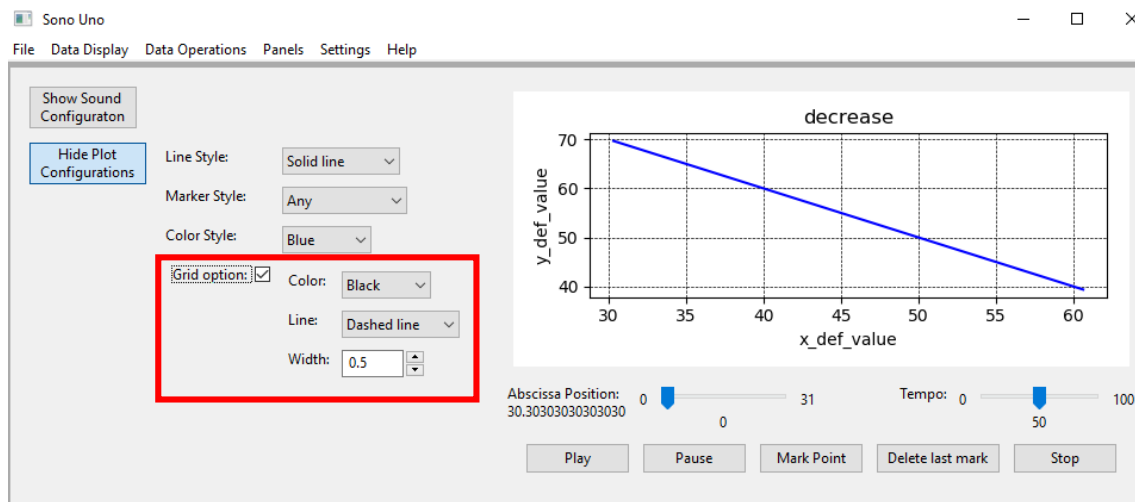 Sono Uno
File Data Display Data Operations Panels Settings Help
Show Sound
Configuraton
Hide Plot
Configurations
Line Style: Solid line
Marker Style: Any
Color Style: Blue
Grid option: Color: Black
Line: Dashed line
Width: 0.5
decrease
y_def_value
70
60
50
40
30 35 40 45 50 55 60
x_def_value
Abscissa Position: 0 31
30.30303030303030
0
Tempo: 0 100
50
Play Pause Mark Point Delete last mark Stop